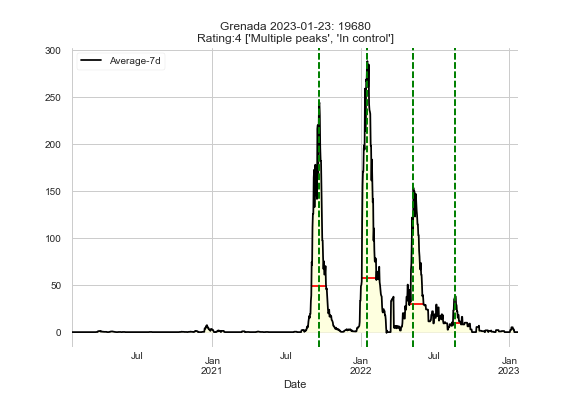 Grenada 2023-01-23: 19680
Rating:4 ['Multiple peaks', 'In control']
Average-7d
300
250
200
150
100
50
0
Jul
Jan
2021
Jul
Jan
2022
Jul
Jan
2023
Date